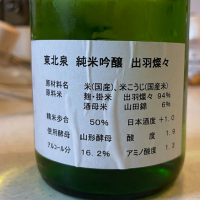 東北泉 純米吟醸 出羽燦々
原材料名 米(国産)、米こうじ(国産米)
原料米 麹・掛米 出羽燦々 94%
酒母米 山田錦 6%
精米歩合 50% 日本酒度 +1.0
使用酵母 山形酵母 酸度 1.9
アルコール分 16.2% アミノ酸度 1.3